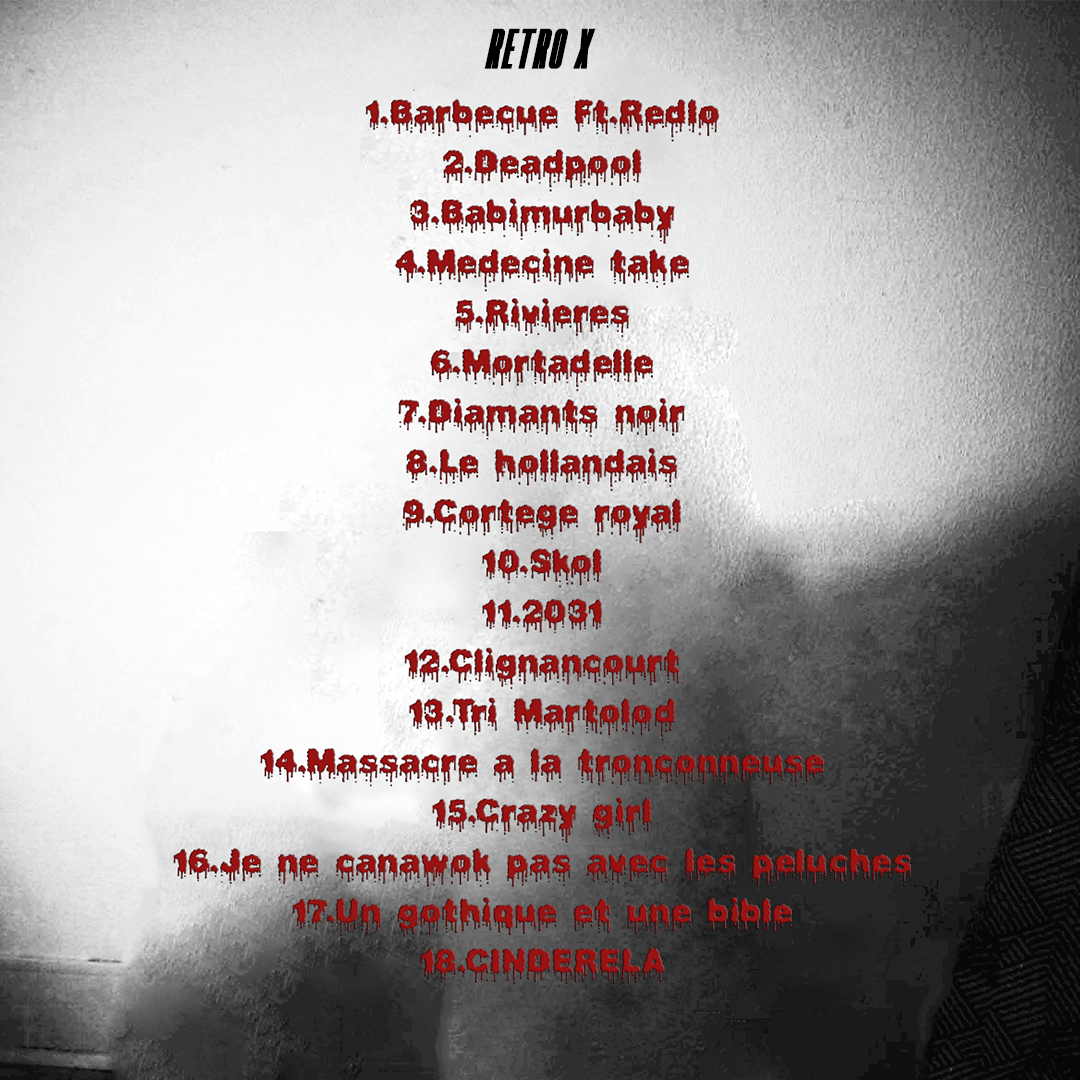 RETRO X
1.Barbecue Ft.Redlo
2.Deadpool
3.Babimurbaby
4.Medecine take
5.Rivieres
6.Mortadelle
7.Diamants noir
8.Le hollandais
9.Cortege royal
10.Skol
11.2031
12.Clignancourt
13.Tri Martolod
14.Massacre a la tronconneuse
15.Crazy girl
16.Je ne canawok pas avec les peluches
17.Un gothique et une bible
18.CINDERELA